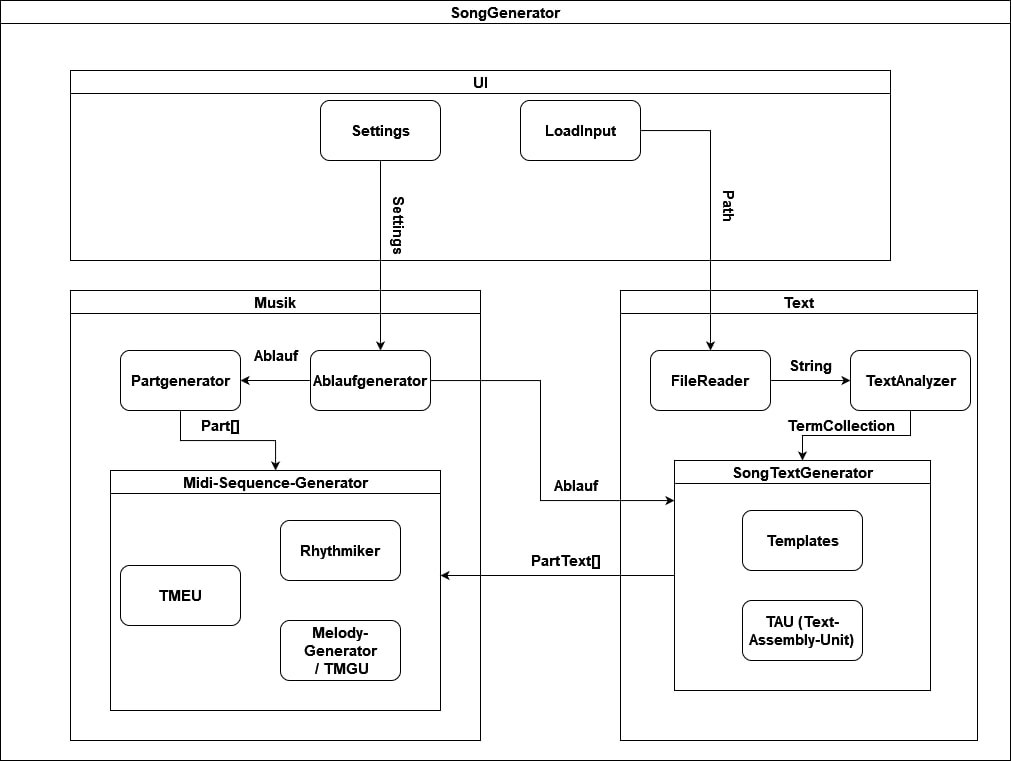 SongGenerator
UI
Settings
LoadInput
Settings
Path
Musik
Text
Ablauf
Partgenerator
Ablaufgenerator
FileReader
String
TextAnalyzer
Part[]
TermCollection
Midi-Sequence-Generator
SongTextGenerator
Ablauf
Rhythmiker
Templates
PartText[]
TMEU
Melody-
Generator
/ TMGU
TAU (Text-
Assembly-Unit)